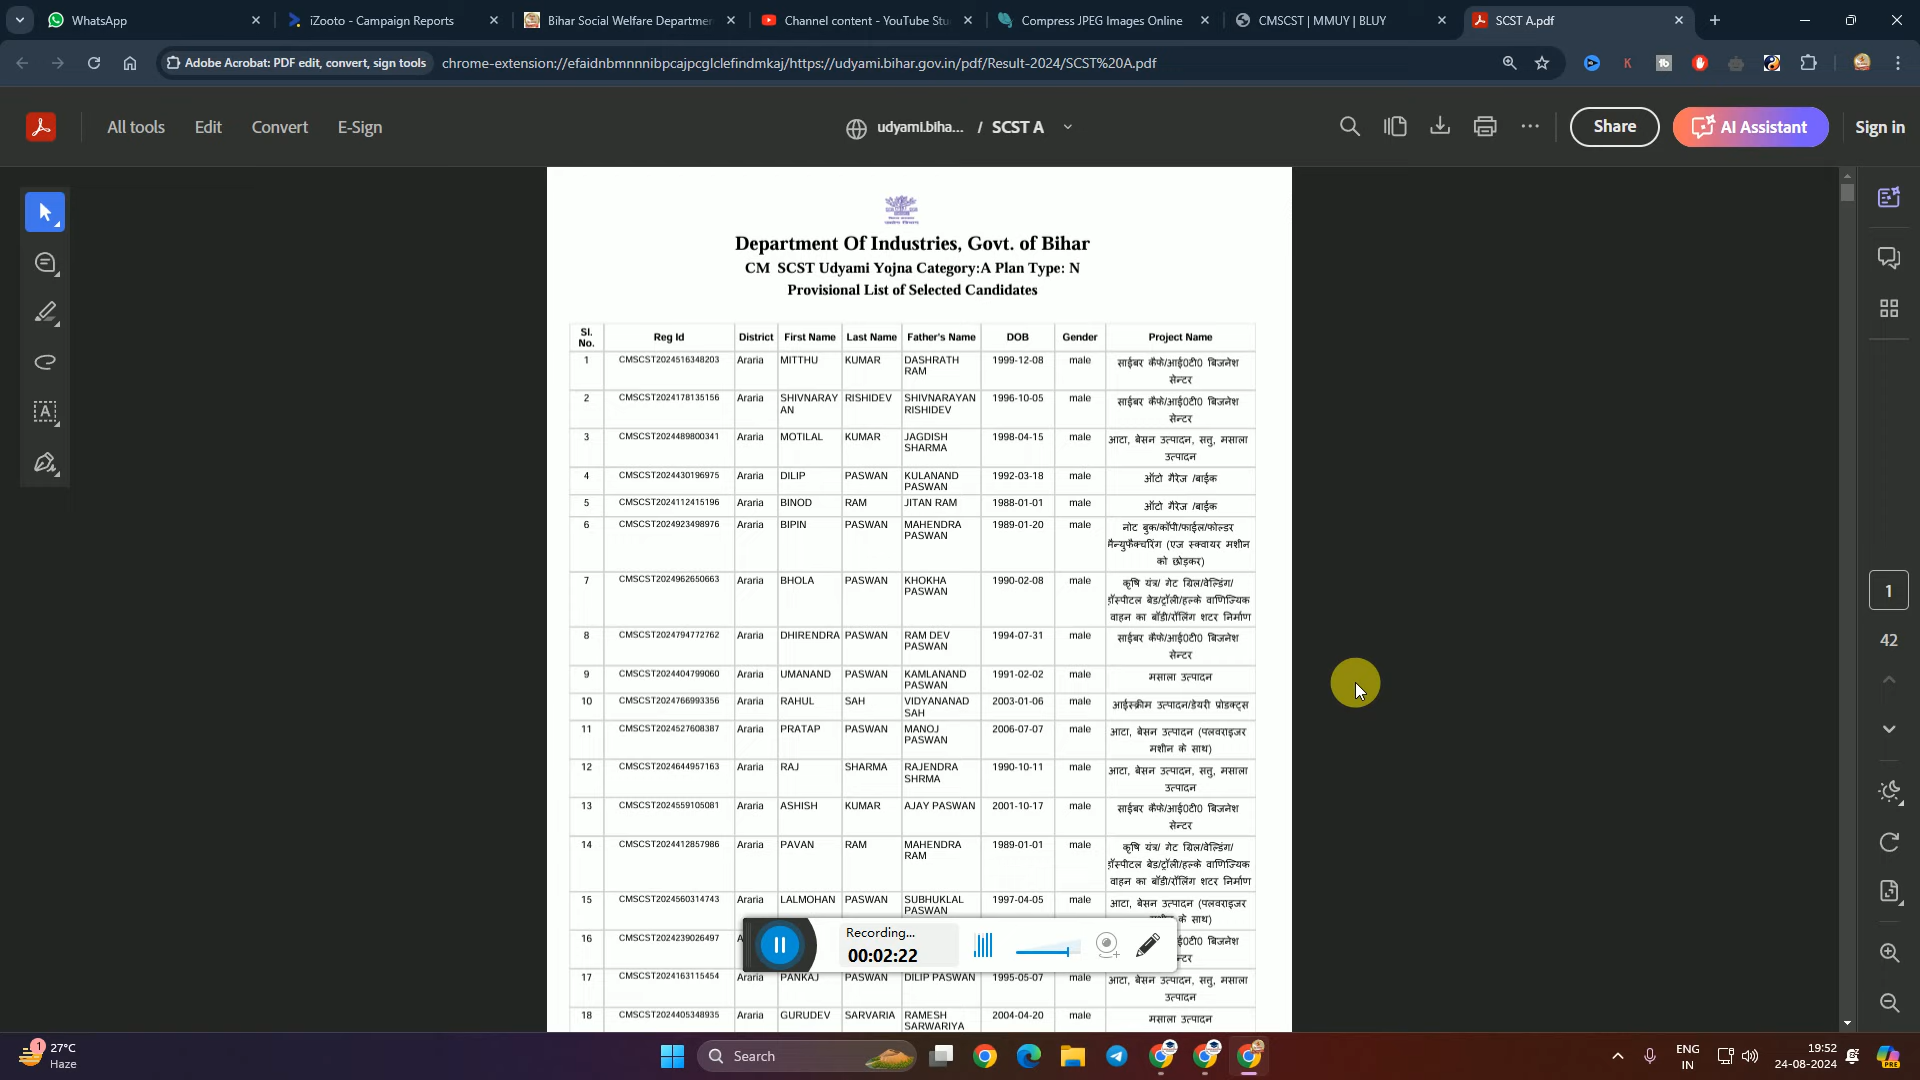 WhatsApp
iZooto - Campaign Reports
Bihar Social Welfare Departmen
Channel content - YouTube Stu
Compress JPEG Images Online
CMSCST | MMUY | BLUY
SCST A.pdf
Adobe Acrobat: PDF edit, convert, sign tools
chrome-extension://efaidnbmnnnibpcajpcglclefindmkaj/https://udyami.bihar.gov.in/pdf/Result-2024/SCST%20A.pdf
All tools
Edit
Convert
E-Sign
udyami.biha... / SCST A
Share
AI Assistant
Sign in
Department Of Industries, Govt. of Bihar
CM SCST Udyami Yojna Category:A Plan Type: N
Provisional List of Selected Candidates
Sl. No. Reg Id District First Name Last Name Father's Name DOB Gender Project Name
1 CMSCST2024516348203 Araria MITTHU KUMAR DASHRATH RAM 1999-12-08 male साईबर कैफे/आई0टी0 बिजनेश सेन्टर
2 CMSCST2024178135156 Araria SHIVNARAYAN RISHIDEV SHIVNARAYAN RISHIDEV 1996-10-05 male साईबर कैफे/आई0टी0 बिजनेश सेन्टर
3 CMSCST2024489800341 Araria MOTILAL KUMAR JAGDISH SHARMA 1998-04-15 male आटा, बेसन उत्पादन, सत्तु, मसाला उत्पादन
4 CMSCST2024430196975 Araria DILIP PASWAN KULANAND PASWAN 1992-03-18 male ऑटो गैरेज /बाईक
5 CMSCST2024112415196 Araria BINOD RAM JITAN RAM 1988-01-01 male ऑटो गैरेज /बाईक
6 CMSCST2024923498976 Araria BIPIN PASWAN MAHENDRA PASWAN 1989-01-20 male नोट बुक/कॉपी/फाईल/फोल्डर मैन्युफैक्चरिंग (एज स्क्वायर मशीन को छोड़कर)
7 CMSCST2024962650663 Araria BHOLA PASWAN KHOKHA PASWAN 1990-02-08 male कृषि यंत्र/ गेट ग्रिल/वेल्डिंग/ हॉस्पीटल बेड/ट्रॉली/हल्के वाणिज्यिक वाहन का बॉडी/रॉलिंग शटर निर्माण
8 CMSCST2024794772762 Araria DHIRENDRA PASWAN RAM DEV PASWAN 1994-07-31 male साईबर कैफे/आई0टी0 बिजनेश सेन्टर
9 CMSCST2024404799060 Araria UMANAND PASWAN KAMLANAND PASWAN 1991-02-02 male मसाला उत्पादन
10 CMSCST2024766993356 Araria RAHUL SAH VIDYANANAD SAH 2003-01-06 male आईस्क्रीम उत्पादन/डेयरी प्रोडक्ट्स
11 CMSCST2024527608387 Araria PRATAP PASWAN MANOJ PASWAN 2006-07-07 male आटा, बेसन उत्पादन (पलवराइजर मशीन के साथ)
12 CMSCST2024644957163 Araria RAJ SHARMA RAJENDRA SHRMA 1990-10-11 male आटा, बेसन उत्पादन, सत्तु, मसाला उत्पादन
13 CMSCST2024559105081 Araria ASHISH KUMAR AJAY PASWAN 2001-10-17 male साईबर कैफे/आई0टी0 बिजनेश सेन्टर
14 CMSCST2024412857986 Araria PAVAN RAM MAHENDRA RAM 1989-01-01 male कृषि यंत्र/ गेट ग्रिल/वेल्डिंग/ हॉस्पीटल बेड/ट्रॉली/हल्के वाणिज्यिक वाहन का बॉडी/रॉलिंग शटर निर्माण
15 CMSCST2024560314743 Araria LALMOHAN PASWAN SUBHUKLAL PASWAN 1997-04-05 male आटा, बेसन उत्पादन (पलवराइजर के साथ)
16 CMSCST2024239026497
17 CMSCST2024163115454 Araria PANKAJ PASWAN DILIP PASWAN 1995-05-07 male आटा, बेसन उत्पादन, सत्तु, मसाला उत्पादन
18 CMSCST2024405348935 Araria GURUDEV SARVARIA RAMESH SARWARIYA 2004-04-20 male मसाला उत्पादन
Recording...
00:02:22
1
42
1
27°C
Haze
Search
ENG
IN
19:52
24-08-2024